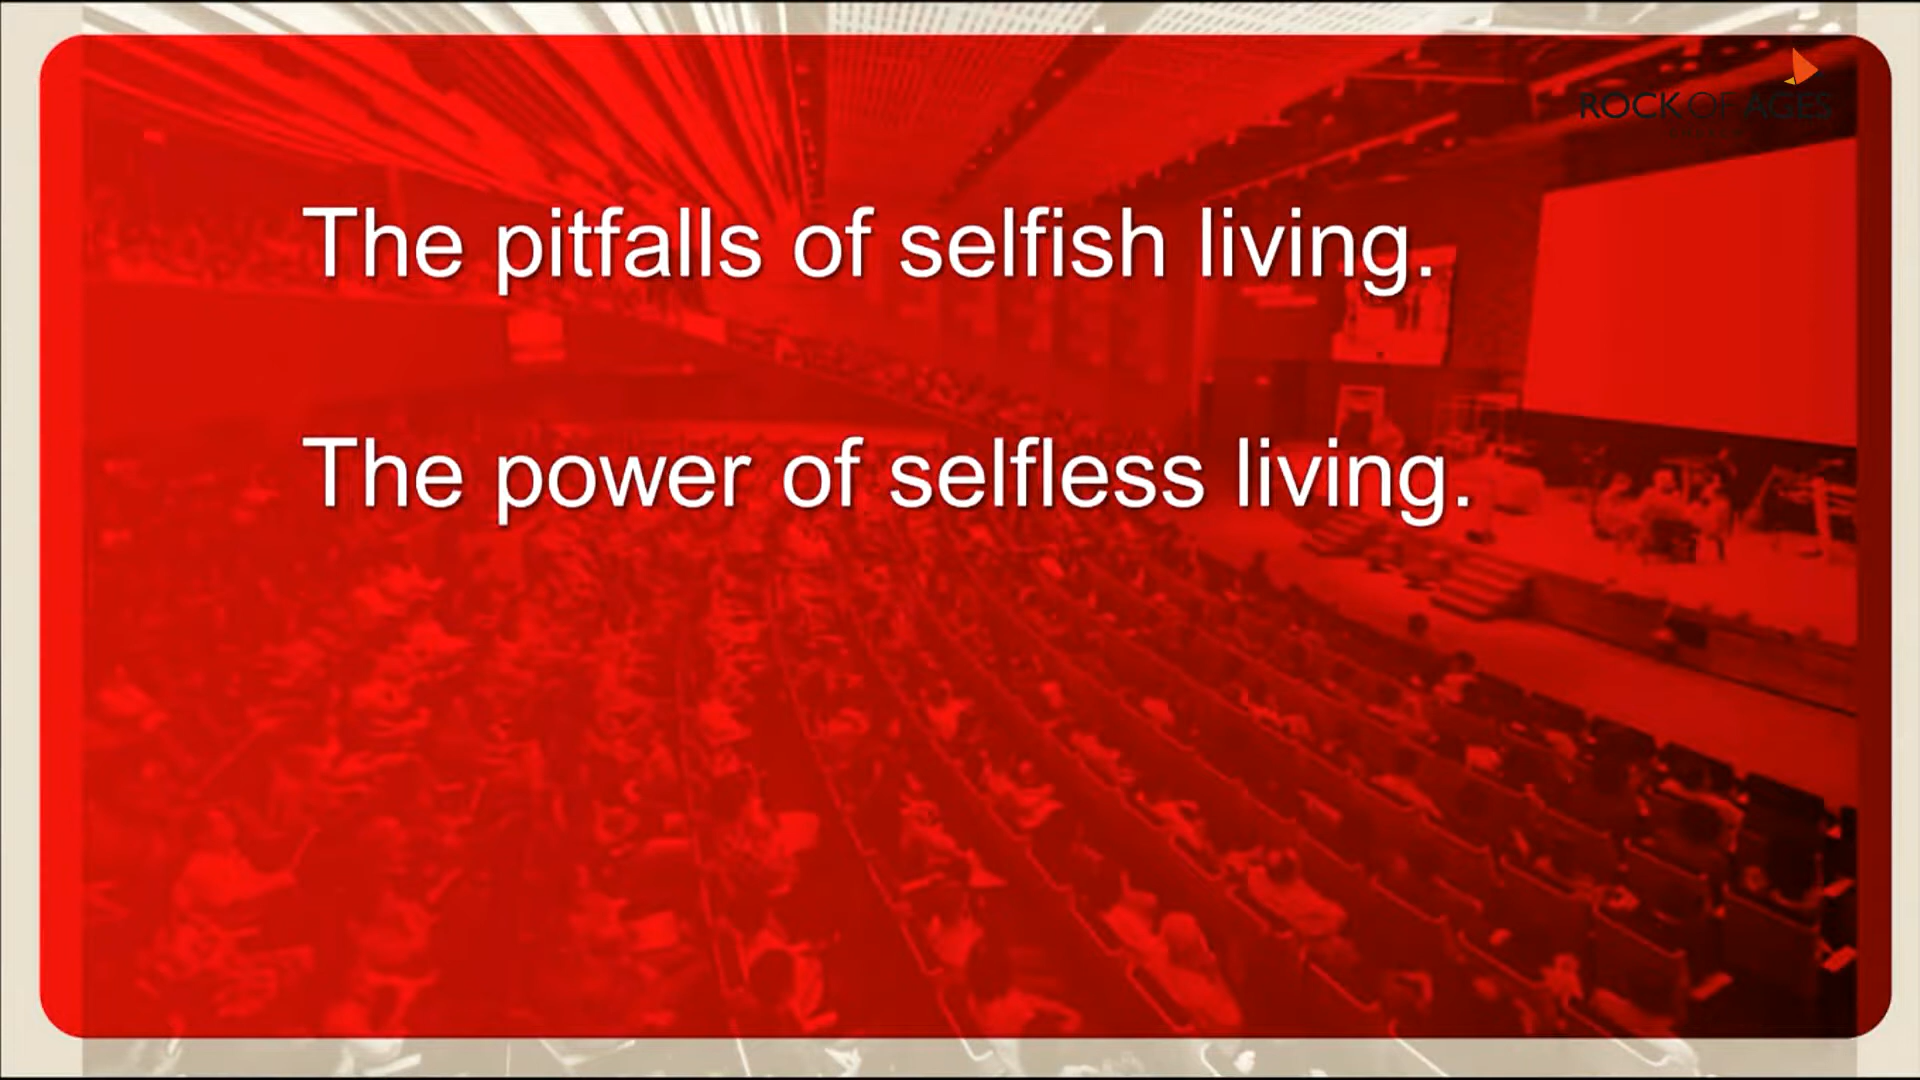 ROCK OF AGES
The pitfalls of selfish living.
The power of selfless living.